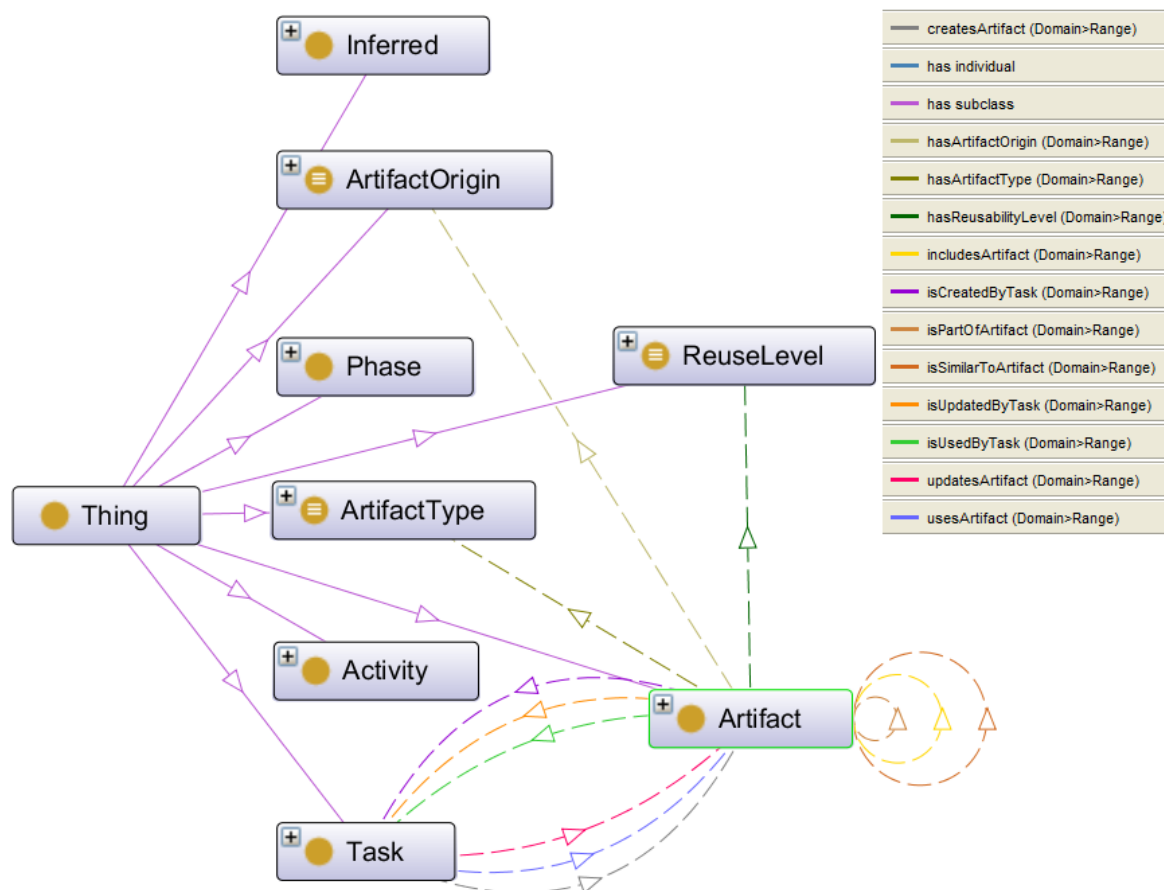 Inferred
ArtifactOrigin
Phase
ReuseLevel
Thing
ArtifactType
Activity
Artifact
Task
createsArtifact (Domain>Range)
has individual
has subclass
hasArtifactOrigin (Domain>Range)
hasArtifactType (Domain>Range)
hasReusabilityLevel (Domain>Range)
includesArtifact (Domain>Range)
isCreatedByTask (Domain>Range)
isPartOfArtifact (Domain>Range)
isSimilarToArtifact (Domain>Range)
isUpdatedByTask (Domain>Range)
isUsedByTask (Domain>Range)
updatesArtifact (Domain>Range)
usesArtifact (Domain>Range)